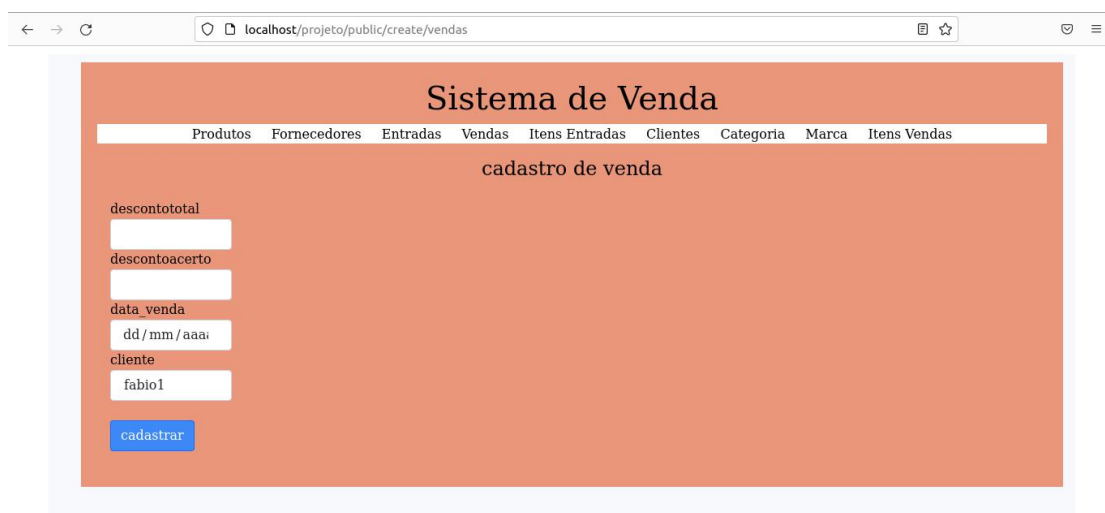 localhost/projeto/public/create/vendas
Sistema de Venda
Produtos Fornecedores Entradas Vendas Itens Entradas Clientes Categoria Marca Itens Vendas
cadastro de venda
descontototal
descontoacerto
data_venda
dd/mm/aaaa
cliente
fabio1
cadastrar